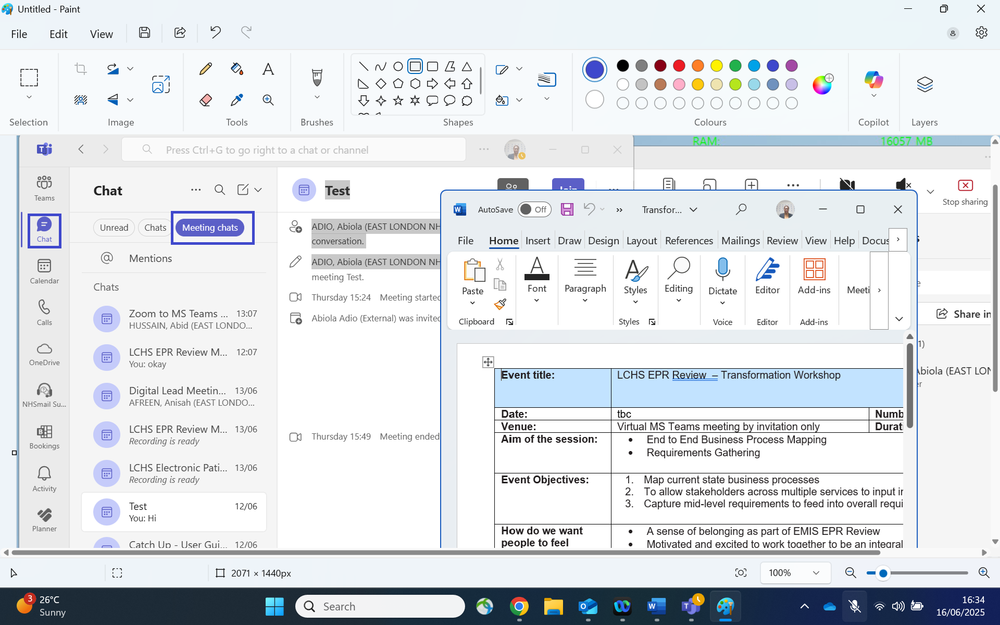 Untitled - Paint
File Edit View
Selection Image Tools Brushes Shapes Colours Copilot Layers
RAM: 16057 MB
Press Ctrl+G to go right to a chat or channel
Teams
Chat
Calendar
Calls
OneDrive
NHSmail Su...
Bookings
Activity
Planner
Chat
Unread Chats Meeting chats
Mentions
Chats
Zoom to MS Teams ... 13:07
HUSSAIN, Abid (EAST LONDO...
LCHS EPR Review M... 12:07
You: okay
Digital Lead Meetin... 13/06
AFREEN, Anisah (EAST LONDO...
LCHS EPR Review M... 13/06
Recording is ready
LCHS Electronic Pati... 13/06
Recording is ready
Test 12/06
You: Hi
Catch Up - User Gui... 12/06
Test
Join
ADIO, Abiola (EAST LONDON NH
conversation.
ADIO, Abiola (EAST LONDON NH
meeting Test.
Thursday 15:24 Meeting started
Abiola Adio (External) was invited
Thursday 15:49 Meeting ended
Stop sharing
Share in
1)
Abiola (EAST LON
AutoSave Off Transfor...
File Home Insert Draw Design Layout References Mailings Review View Help Docus
Paste Font Paragraph Styles Editing Dictate Editor Add-ins Meeti
Clipboard Styles Voice Editor Add-ins
Event title: LCHS EPR Review – Transformation Workshop
Date: tbc Numb
Venue: Virtual MS Teams meeting by invitation only Durati
Aim of the session: • End to End Business Process Mapping
• Requirements Gathering
Event Objectives: 1. Map current state business processes
2. To allow stakeholders across multiple services to input in
3. Capture mid-level requirements to feed into overall requi
How do we want • A sense of belonging as part of EMIS EPR Review
people to feel • Motivated and excited to work together to be an integral
2071 × 1440px 100%
3 26°C
Sunny
Search
16:34
16/06/2025